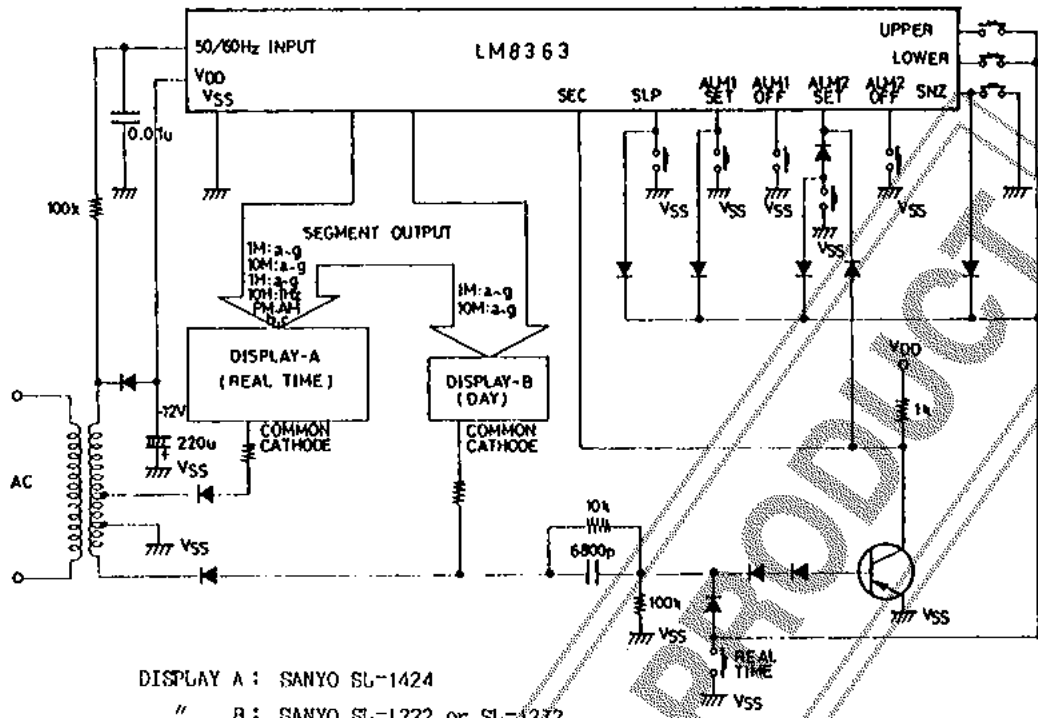 50/60Hz INPUT
LM8363
UPPER
LOWER
VDD
VSS
SEC
SLP
ALM1 SET
ALM1 OFF
ALM2 SET
ALM2 OFF
SNZ
0.01u
100k
VSS
VSS
VSS
VSS
VSS
SEGMENT OUTPUT
1M:a~g
10M:a~g
1M:a~g
10H:1Hz
PM.AM
b,c
1M:a~g
10M:a~g
DISPLAY-A
(REAL TIME)
DISPLAY-B
(DAY)
VDD
1k
-12V
220u
VSS
COMMON
CATHODE
COMMON
CATHODE
AC
VSS
10k
6800p
100k
VSS
VSS
REAL
TIME
VSS
DISPLAY A : SANYO SL-1424
" B : SANYO SL-1222 or SL-1232
PRODUCT